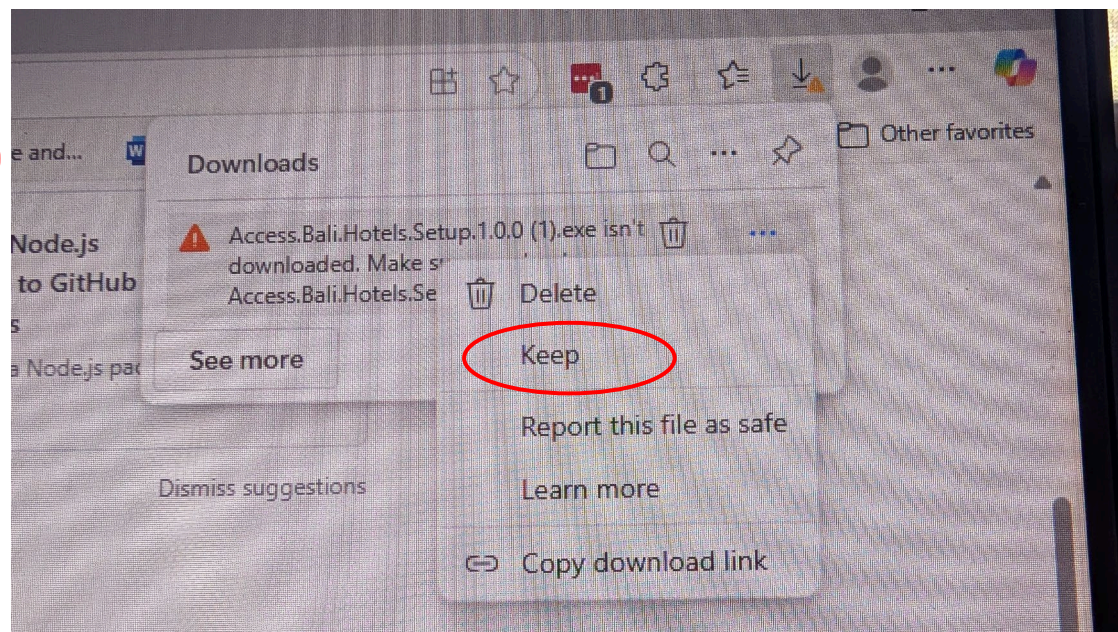 1
e and...
W
Other favorites
Downloads
Node.js
to GitHub
s
a Node.js pac
Access.Bali.Hotels.Setup.1.0.0 (1).exe isn't
downloaded. Make s
Access.Bali.Hotels.Se
See more
Delete
Keep
Report this file as safe
Learn more
Copy download link
Dismiss suggestions